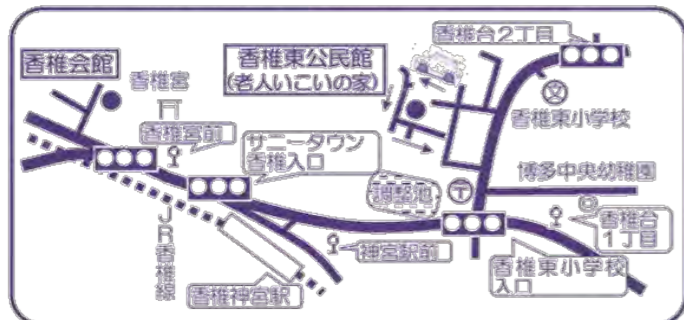 香椎会館
香椎宮
香椎宮前
サニータウン
香椎入口
香椎東公民館
(老人いこいの家)
香椎台2丁目
香椎東小学校
博多中央幼稚園
調整池
香椎台
1丁目
香椎東小学校
入口
神宮駅前
JR香椎線
香椎神宮駅